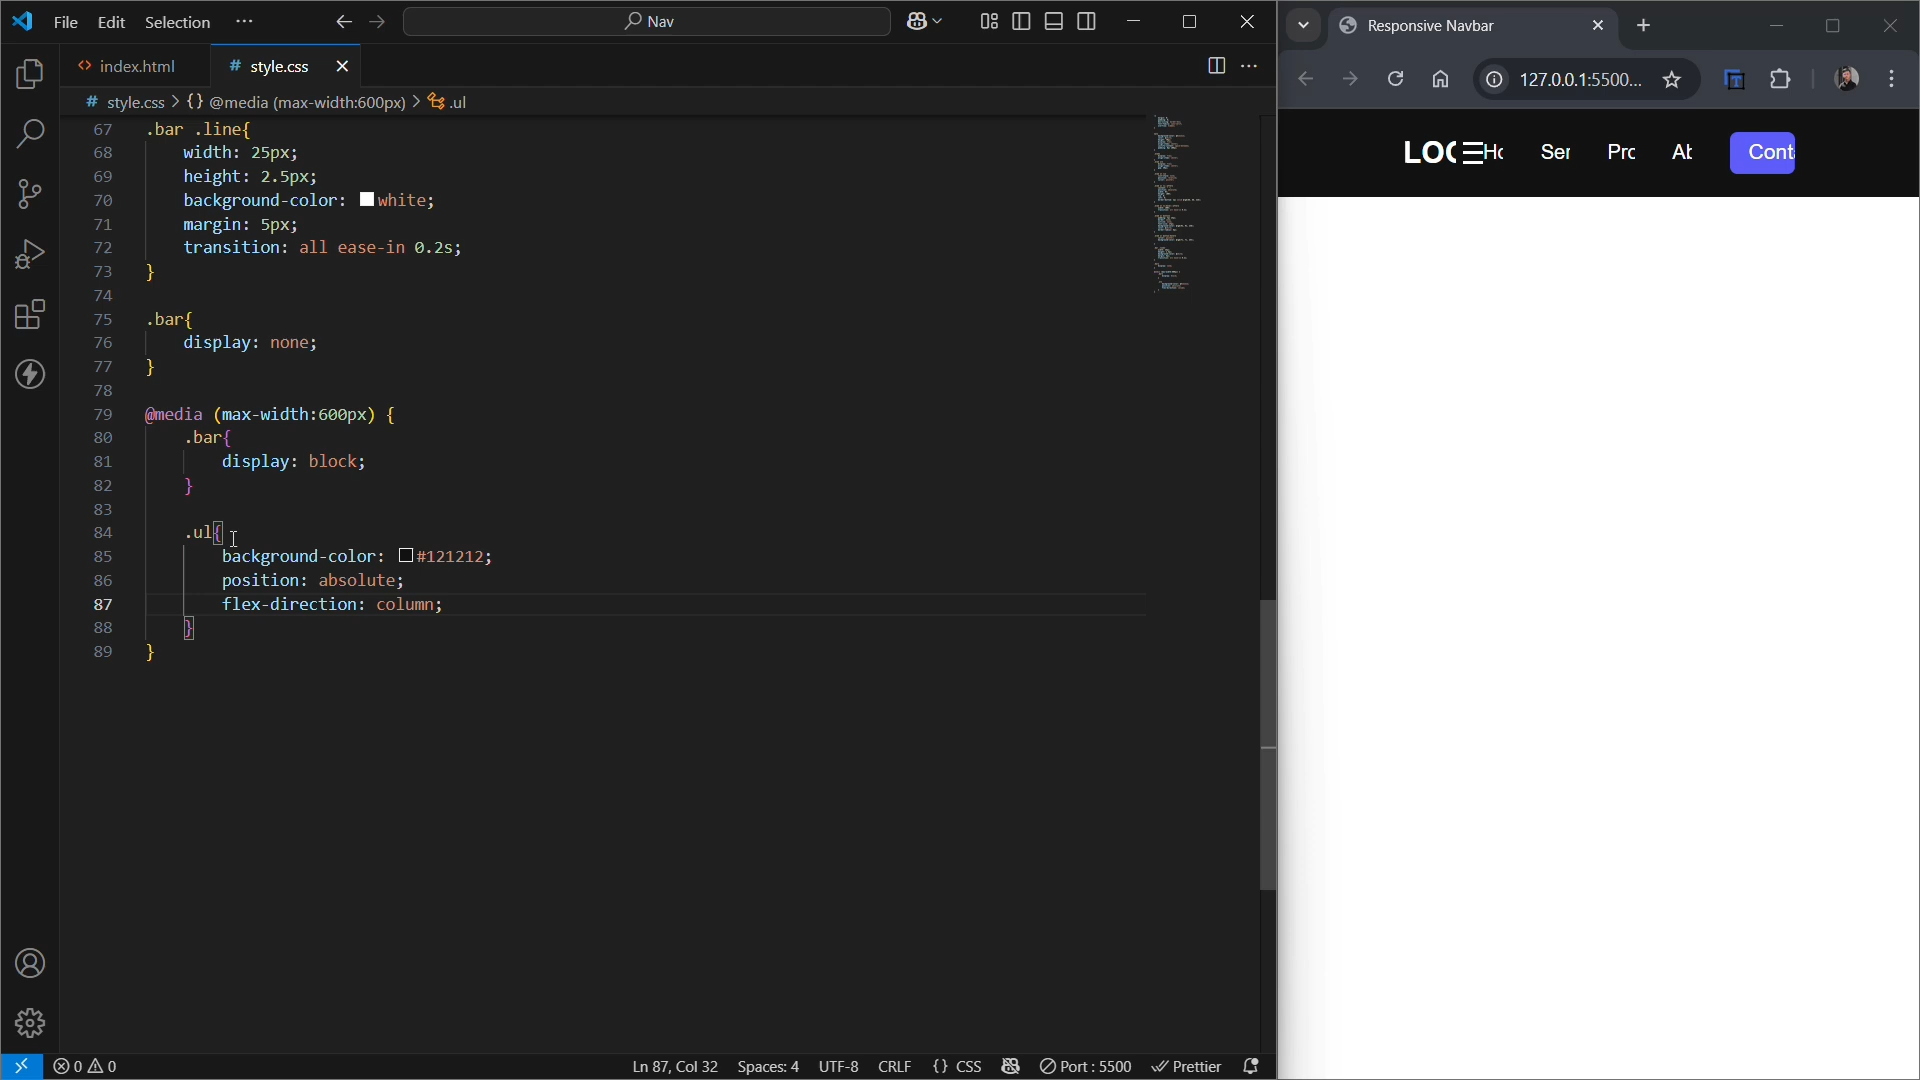 File Edit Selection ··· Nav
index.html style.css
style.css > {} @media (max-width:600px) > .ul
67 .bar .line{
68 width: 25px;
69 height: 2.5px;
70 background-color: white;
71 margin: 5px;
72 transition: all ease-in 0.2s;
73 }
74
75 .bar{
76 display: none;
77 }
78
79 @media (max-width:600px) {
80 .bar{
81 display: block;
82 }
83
84 .ul{
85 background-color: #121212;
86 position: absolute;
87 flex-direction: column;
88 }
89 }
0 0 Ln 87, Col 32 Spaces: 4 UTF-8 CRLF {} CSS Port : 5500 Prettier
Responsive Navbar
127.0.0.1:5500...
LOG Ho Ser Pro Ab Cont